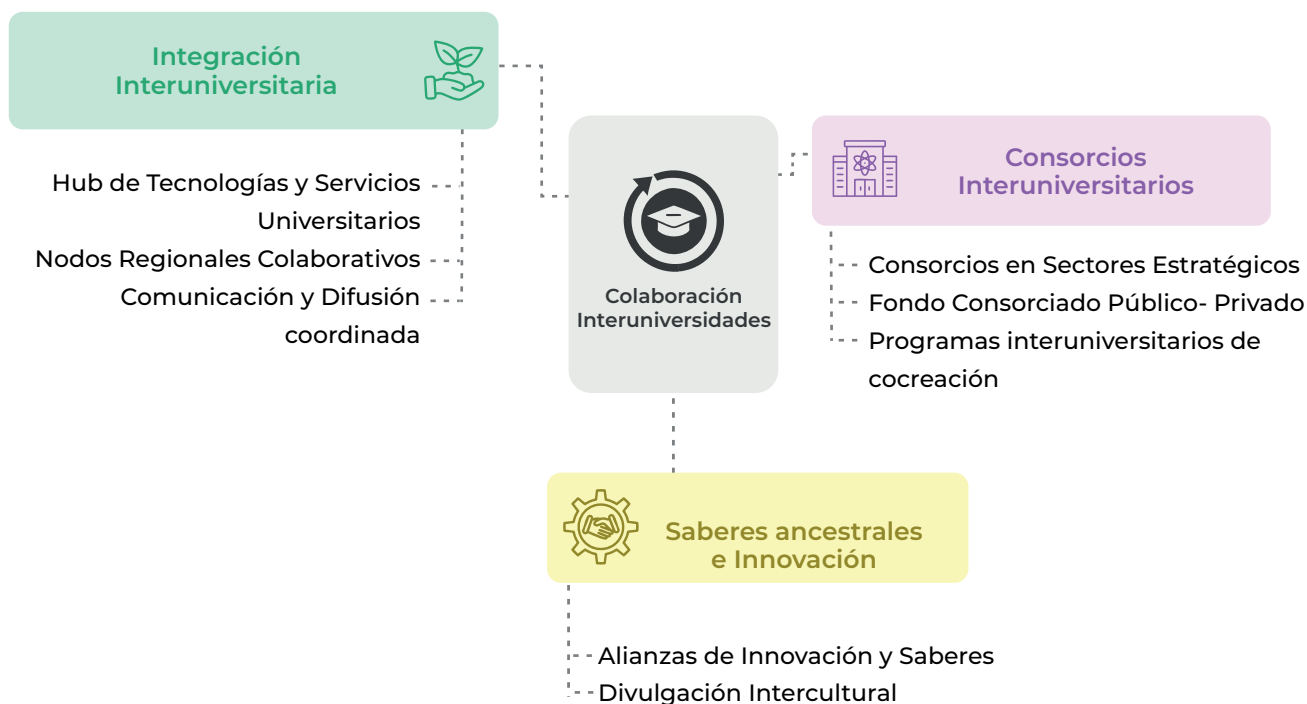 Integración
Interuniversitaria
Hub de Tecnologías y Servicios
Universitarios
Nodos Regionales Colaborativos
Comunicación y Difusión
coordinada
Colaboración
Interuniversidades
Consorcios
Interuniversitarios
Consorcios en Sectores Estratégicos
Fondo Consorciado Público- Privado
Programas interuniversitarios de
cocreación
Saberes ancestrales
e Innovación
Alianzas de Innovación y Saberes
Divulgación Intercultural